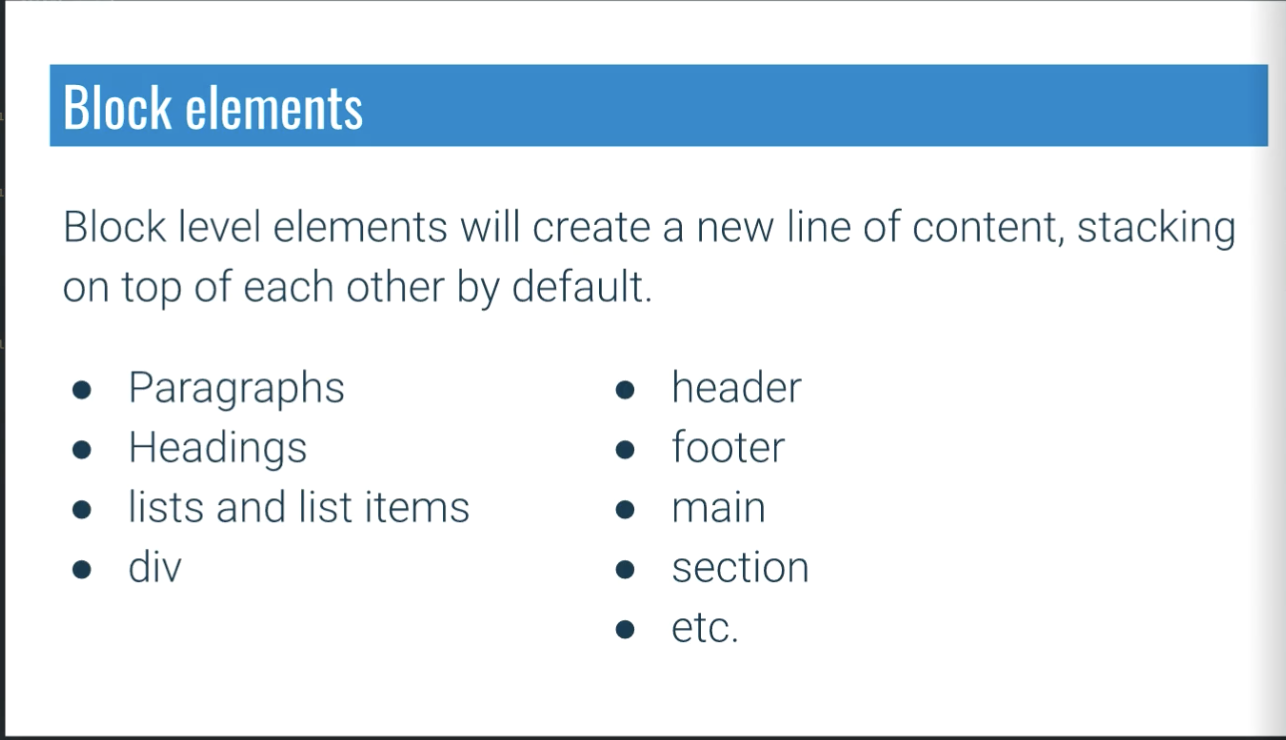 Block elements
Block level elements will create a new line of content, stacking
on top of each other by default.
● Paragraphs
● Headings
● lists and list items
● div
● header
● footer
● main
● section
● etc.